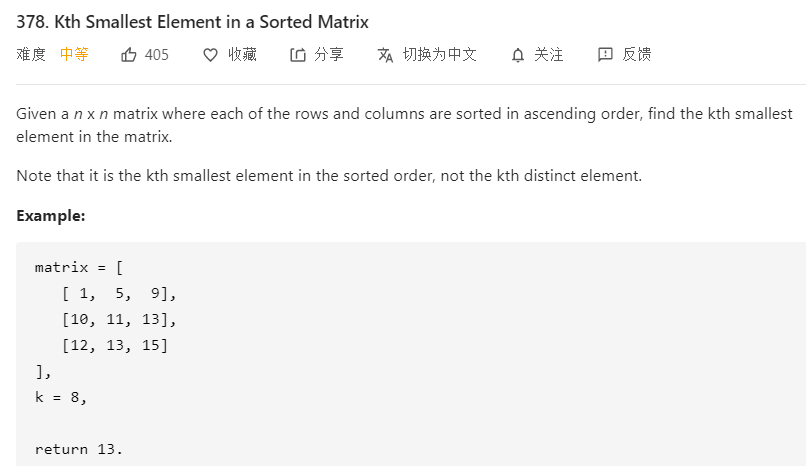 378. Kth Smallest Element in a Sorted Matrix
难度 中等 405 收藏 分享 切换为中文 关注 反馈
Given a n x n matrix where each of the rows and columns are sorted in ascending order, find the kth smallest
element in the matrix.
Note that it is the kth smallest element in the sorted order, not the kth distinct element.
Example:
matrix = [
   [ 1,  5,  9],
   [10, 11, 13],
   [12, 13, 15]
],
k = 8,
return 13.